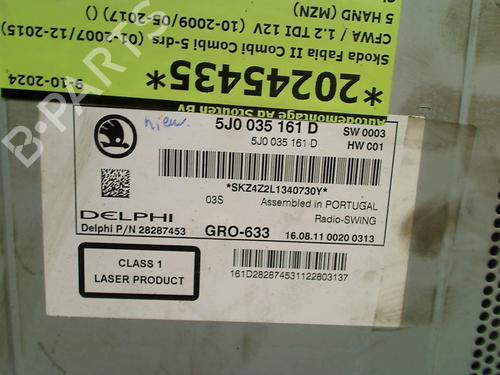 9-10-2024
Skoda Fabia II Combi Combi 5-drs (01-2007/12-2015)
CFWA / 1.2 TDI 12V (10-2009/05-2017)
5 HAND (MZN) ()
*20245435*
Autodemontage Ad Stouten BV
B-PARTS
nieuw.
5J0 035 161 D
SW 0003
5J0 035 161 D
HW C01
*SKZ4Z2L1340730Y*
03S
Assembled in PORTUGAL
Radio-SWING
DELPHI
Delphi P/N 28287453
GRO-633
16.08.11 0020 0313
CLASS 1
LASER PRODUCT
161D282874531122803137